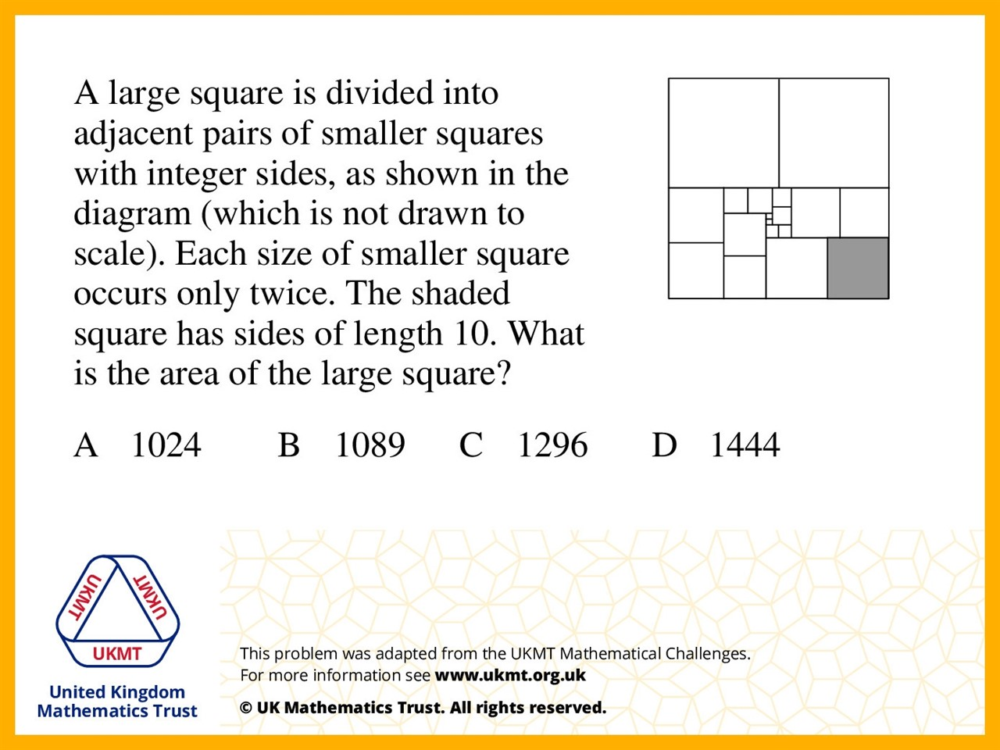 A large square is divided into
adjacent pairs of smaller squares
with integer sides, as shown in the
diagram (which is not drawn to
scale). Each size of smaller square
occurs only twice. The shaded
square has sides of length 10. What
is the area of the large square?
A 1024 B 1089 C 1296 D 1444
UKMT UKMT
UKMT
United Kingdom
Mathematics Trust
This problem was adapted from the UKMT Mathematical Challenges.
For more information see www.ukmt.org.uk
© UK Mathematics Trust. All rights reserved.